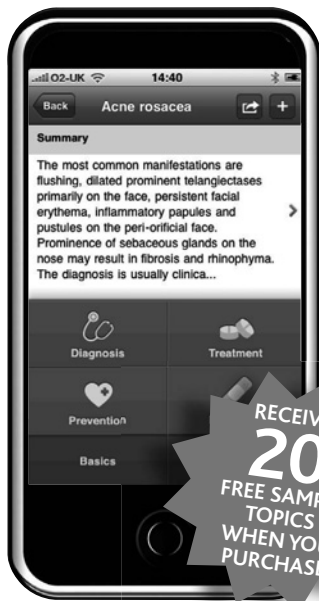 O2-UK 14:40
Back Acne rosacea +
Summary
The most common manifestations are
flushing, dilated prominent telangiectases
primarily on the face, persistent facial
erythema, inflammatory papules and
pustules on the peri-orificial face.
Prominence of sebaceous glands on the
nose may result in fibrosis and rhinophyma.
The diagnosis is usually clinica...
Diagnosis Treatment
Prevention
Basics
RECEIV
20
FREE SAMP
TOPICS
WHEN YO
PURCHAS